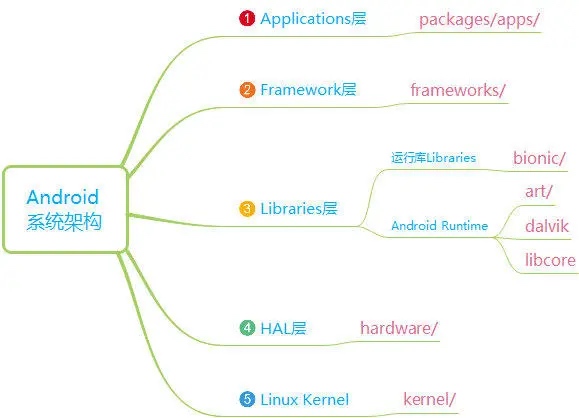 Android
系统架构
1 Applications层 packages/apps/
2 Framework层 frameworks/
3 Libraries层
运行库Libraries bionic/
Android Runtime
art/
dalvik
libcore
4 HAL层 hardware/
5 Linux Kernel kernel/